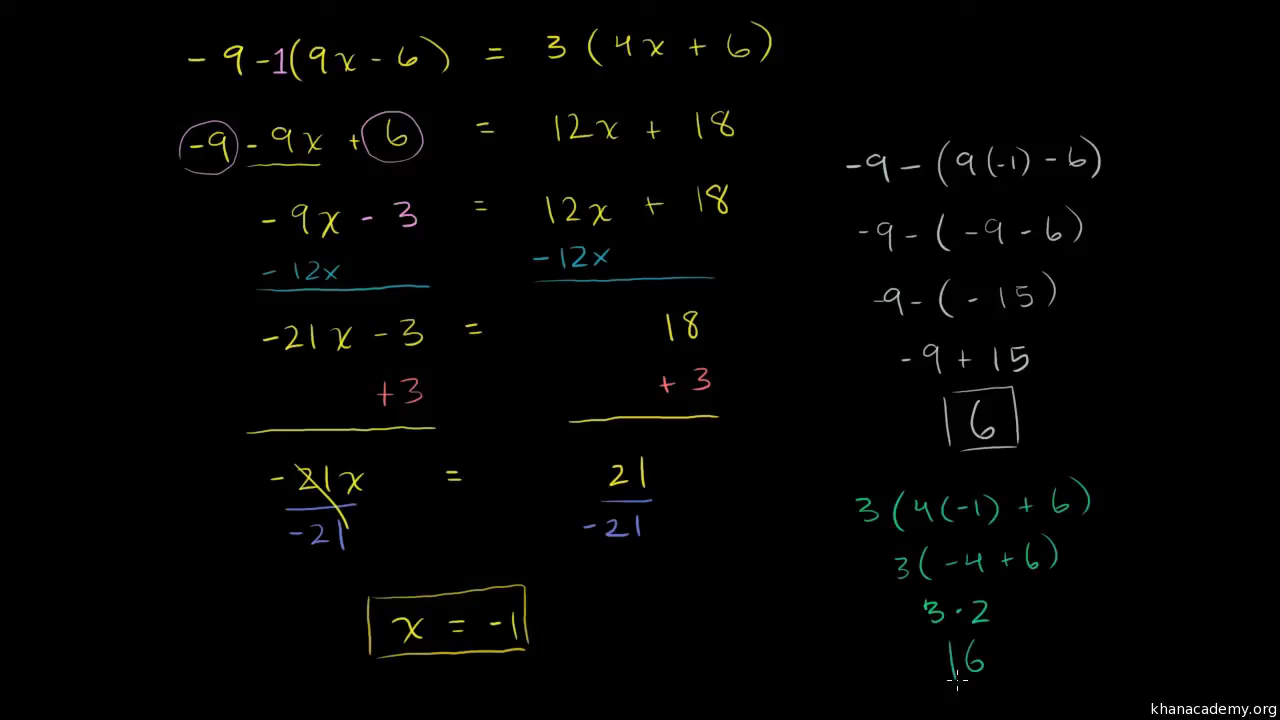 -9-1(9x-6) = 3(4x+6)
-9-9x+6 = 12x+18
-9x-3 = 12x+18
-12x -12x
-21x-3 = 18
+3 +3
-21x = 21
-21 -21
x = -1
-9-(9(-1)-6)
-9-(-9-6)
-9-(-15)
-9+15
6
3(4(-1)+6)
3(-4+6)
3·2
16
khanacademy.org